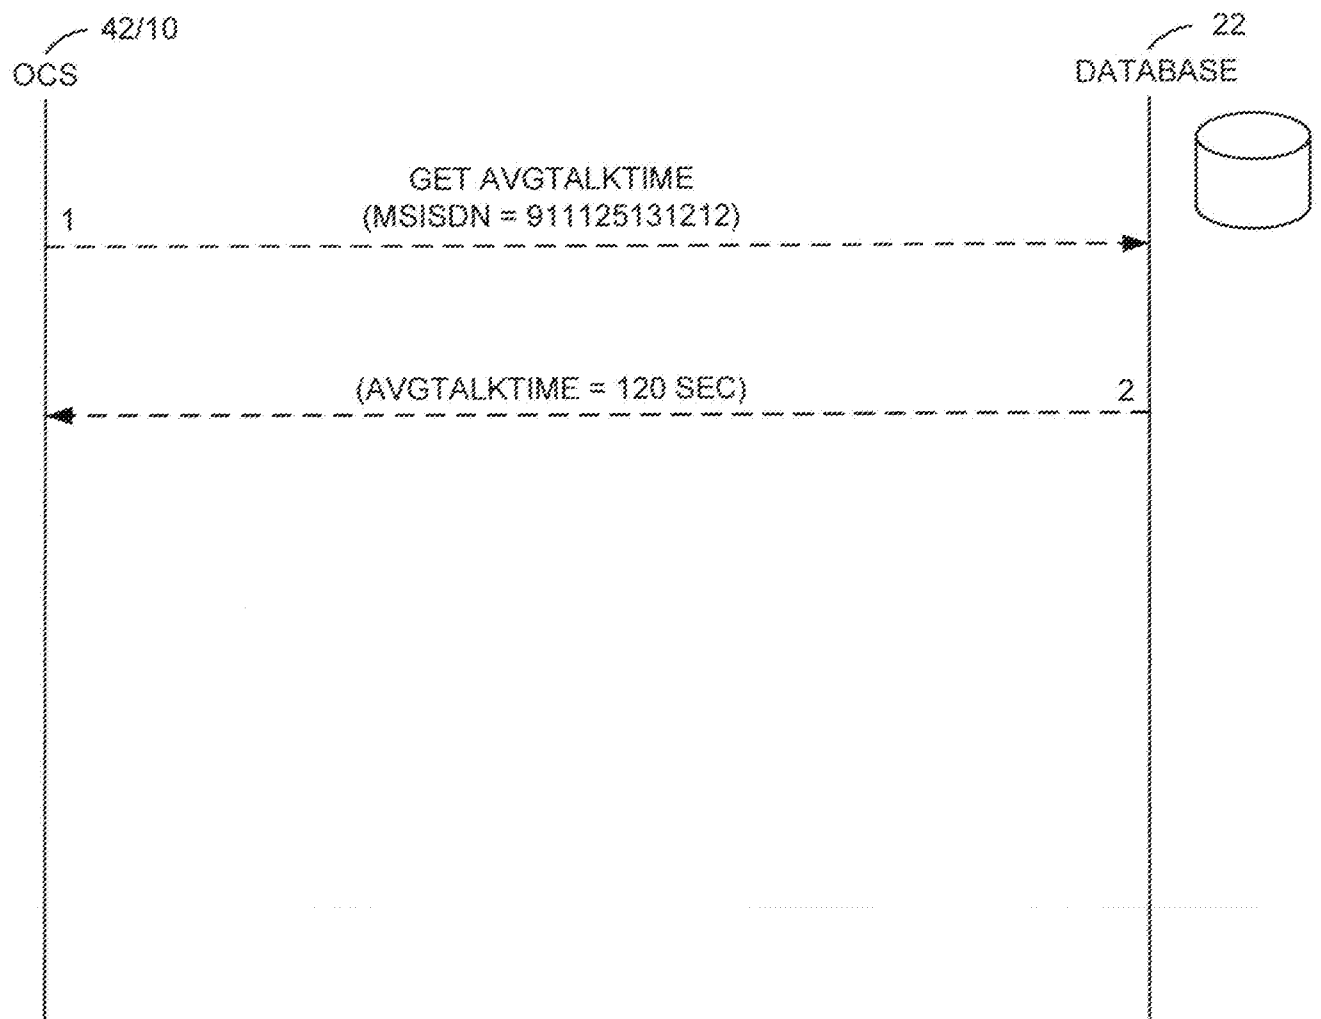 42/10
22
OCS
DATABASE
GET AVGTALKTIME
(MSISDN = 911125131212)
1
(AVGTALKTIME = 120 SEC)
2